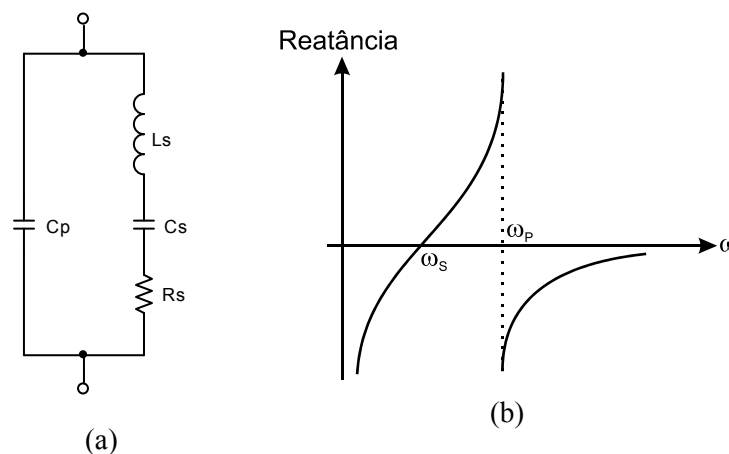 Reatância
Ls
Cp
Cs
Rs
ω
ωP
ωS
(a)
(b)